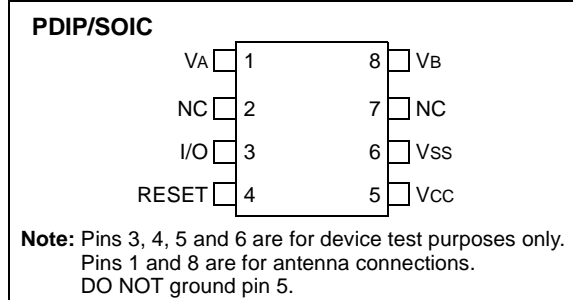 PDIP/SOIC
VA 1 8 VB
NC 2 7 NC
I/O 3 6 VSS
RESET 4 5 VCC
Note: Pins 3, 4, 5 and 6 are for device test purposes only.
Pins 1 and 8 are for antenna connections.
DO NOT ground pin 5.